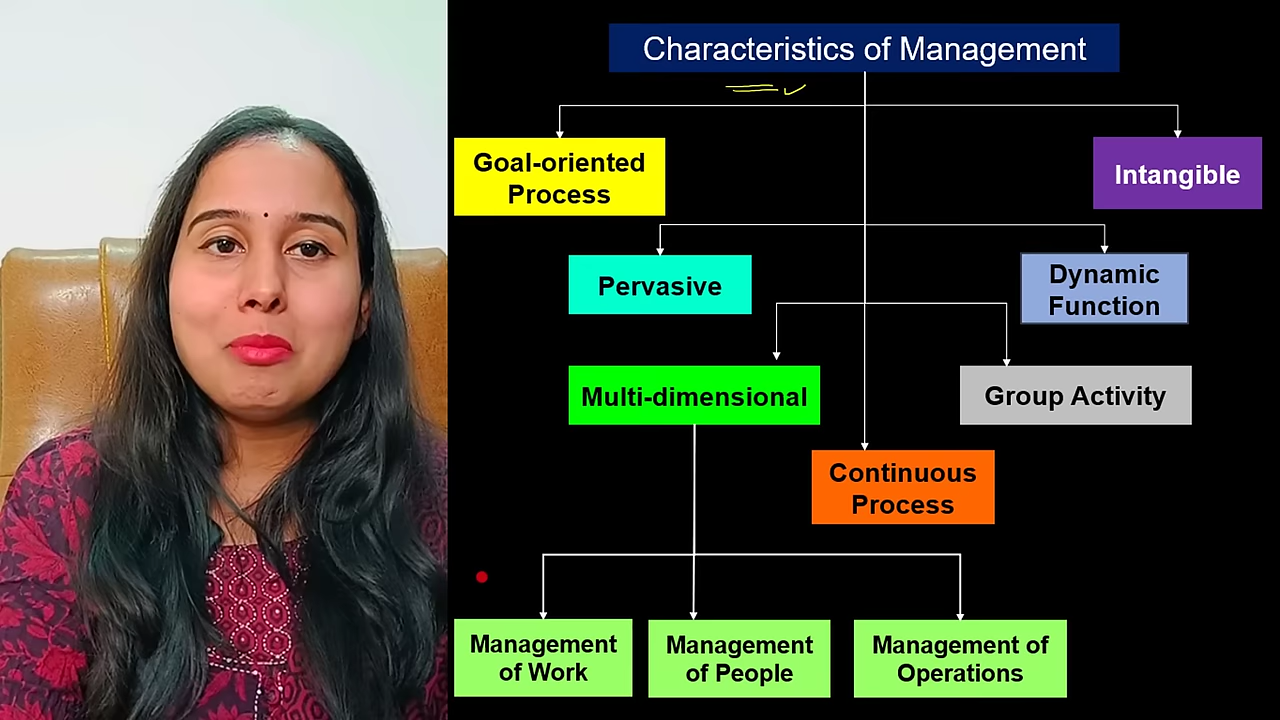 Characteristics of Management
Goal-oriented
Process
Intangible
Pervasive
Dynamic
Function
Multi-dimensional
Group Activity
Continuous
Process
Management
of Work
Management
of People
Management of
Operations